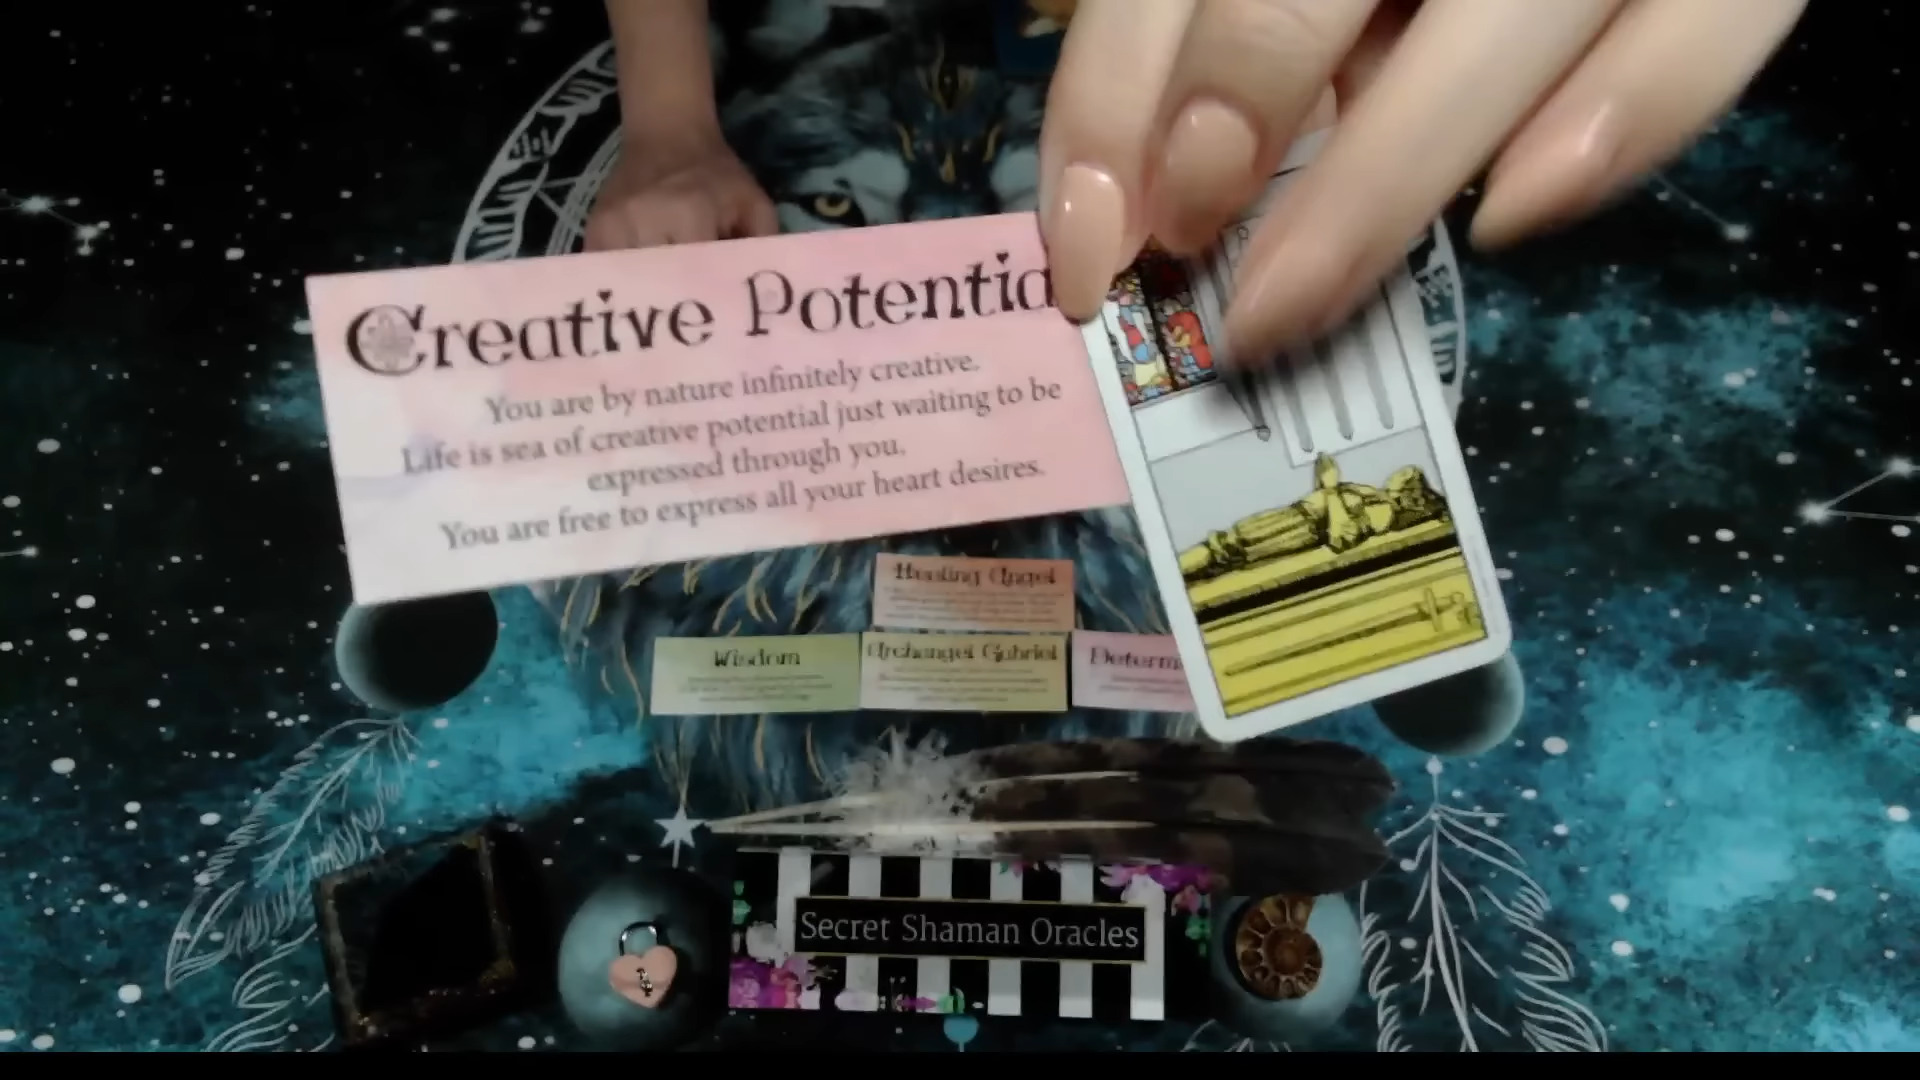 Creative Potentia
You are by nature infinitely creative.
Life is sea of creative potential just waiting to be
expressed through you.
You are free to express all your heart desires.
Healing Angel
Wisdom
Archangel Gabriel
Determ
Secret Shaman Oracles